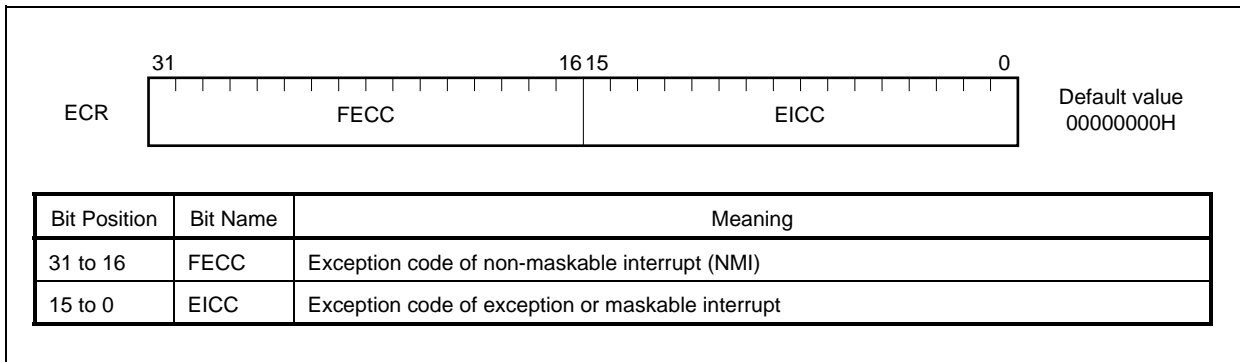 31 16 15 0
ECR FECC EICC Default value
00000000H
Bit Position Bit Name Meaning
31 to 16 FECC Exception code of non-maskable interrupt (NMI)
15 to 0 EICC Exception code of exception or maskable interrupt